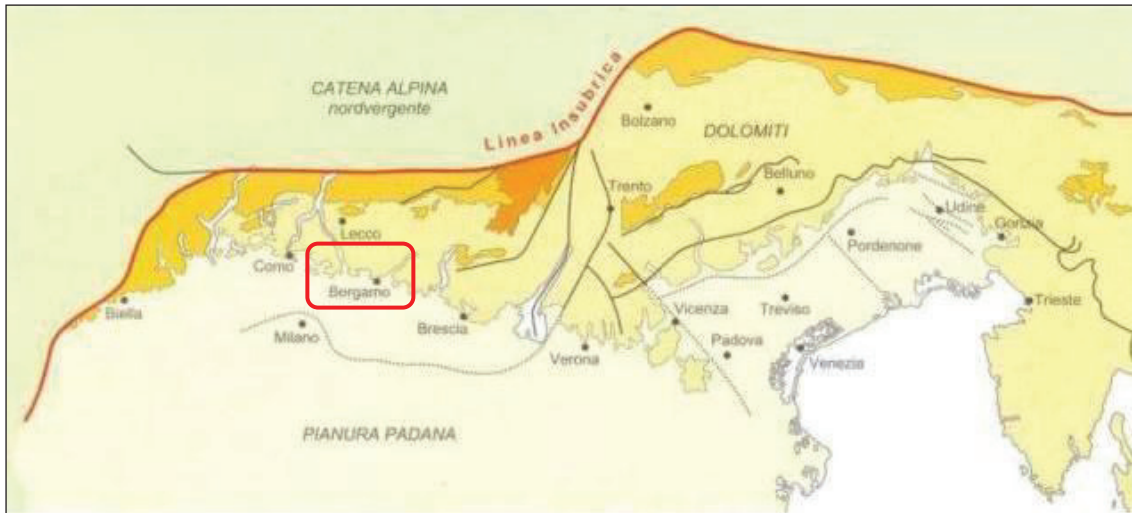 CATENA ALPINA
nordvergente
Linea Insubrica
Bolzano
DOLOMITI
Trento
Belluno
Udine
Gorizia
Lecco
Como
Pordenone
Bergamo
Biella
Trieste
Vicenza
Treviso
Brescia
Milano
Verona
Padova
Venezia
PIANURA PADANA